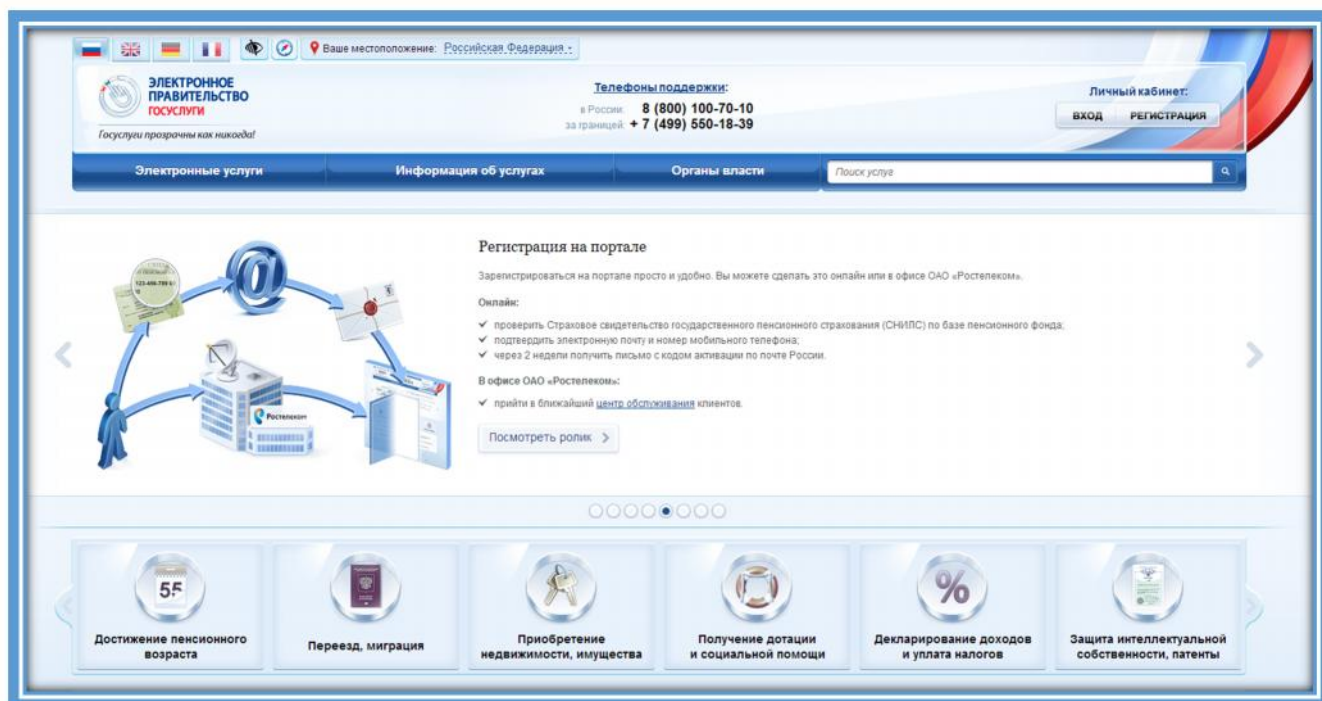 Ваше местоположение: Российская Федерация
ЭЛЕКТРОННОЕ
ПРАВИТЕЛЬСТВО
ГОСУСЛУГИ
Госуслуги прозрачны как никогда!
Телефоны поддержки:
в России: 8 (800) 100-70-10
за границей: + 7 (499) 550-18-39
Личный кабинет:
ВХОД РЕГИСТРАЦИЯ
Электронные услуги Информация об услугах Органы власти Поиск услуг
Регистрация на портале
Зарегистрироваться на портале просто и удобно. Вы можете сделать это онлайн или в офисе ОАО «Ростелеком».
Онлайн:
проверить Страховое свидетельство государственного пенсионного страхования (СНИЛС) по базе пенсионного фонда;
подтвердить электронную почту и номер мобильного телефона;
через 2 недели получить письмо с кодом активации по почте России.
В офисе ОАО «Ростелеком»:
прийти в ближайший центр обслуживания клиентов.
Посмотреть ролик
Ростелеком
Достижение пенсионного
возраста
Переезд, миграция
Приобретение
недвижимости, имущества
Получение дотации
и социальной помощи
%
Декларирование доходов
и уплата налогов
Защита интеллектуальной
собственности, патенты